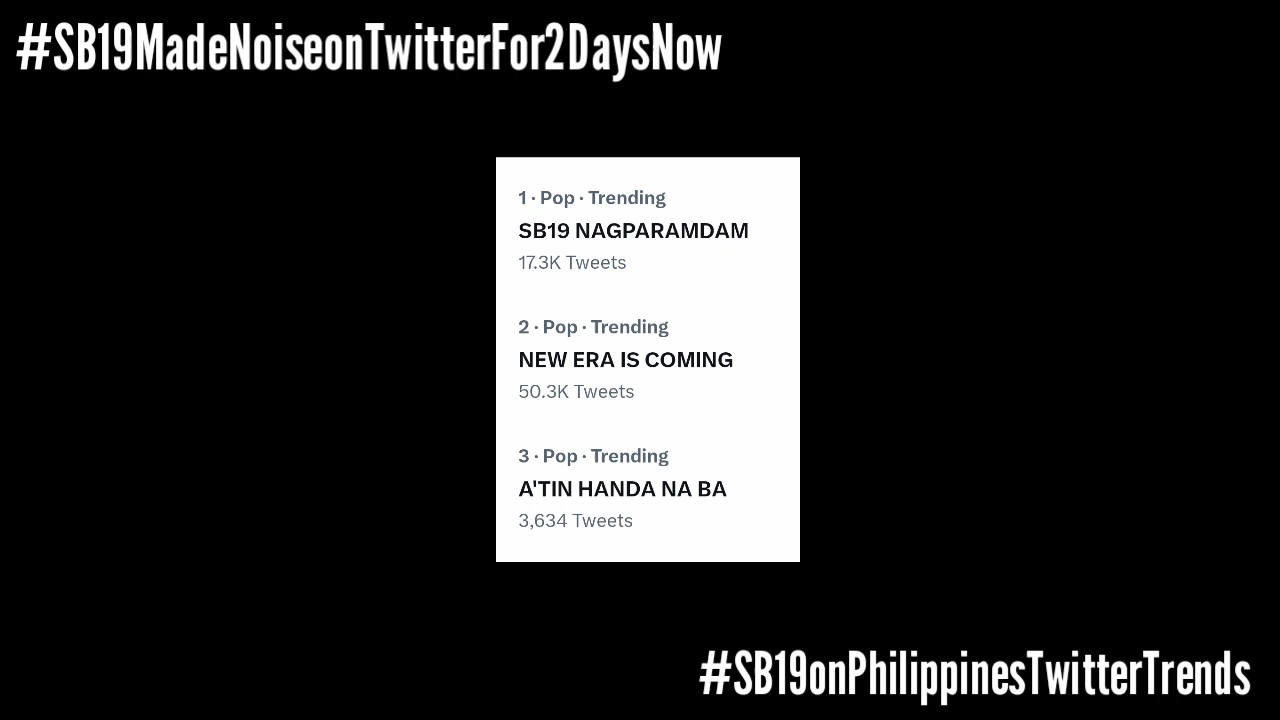 #SB19MadeNoiseonTwitterFor2DaysNow
1 · Pop · Trending
SB19 NAGPARAMDAM
17.3K Tweets
2 · Pop · Trending
NEW ERA IS COMING
50.3K Tweets
3 · Pop · Trending
A'TIN HANDA NA BA
3,634 Tweets
#SB19onPhilippinesTwitterTrends